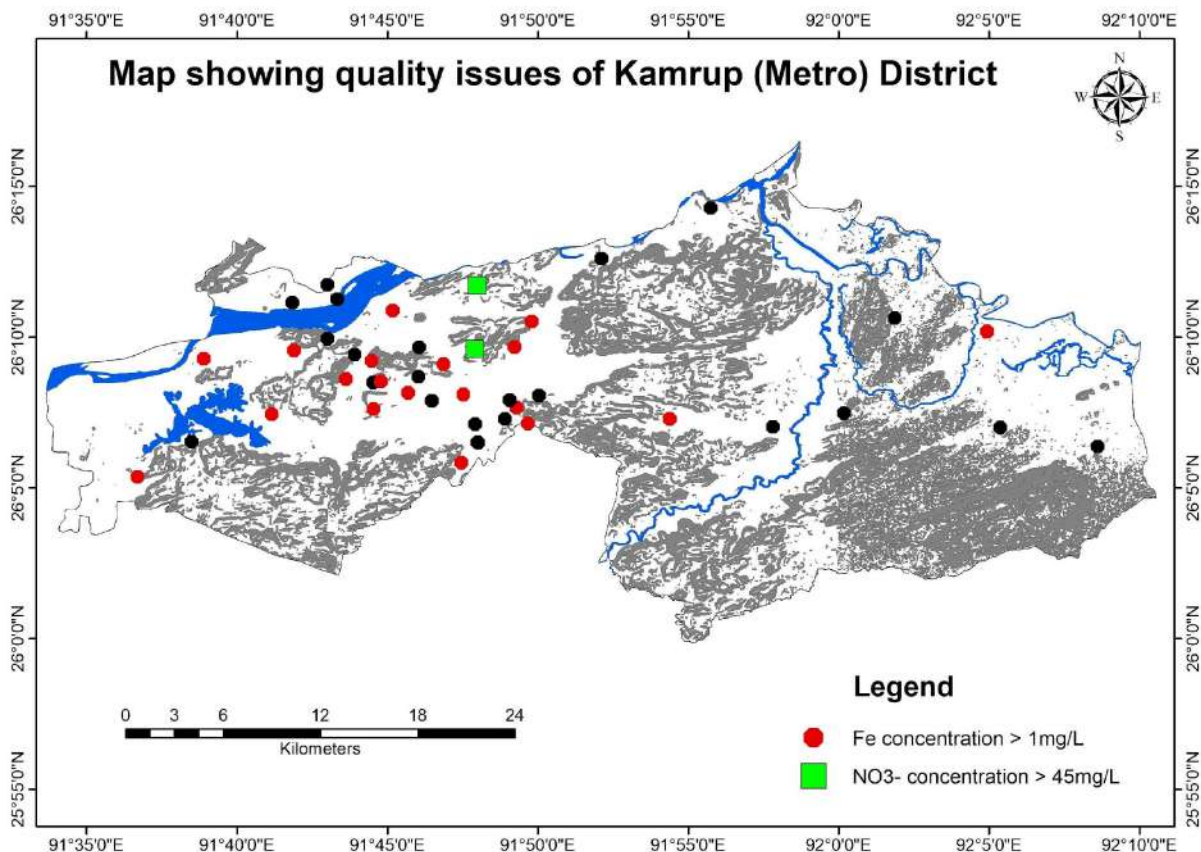 91°35'0"E 91°40'0"E 91°45'0"E 91°50'0"E 91°55'0"E 92°0'0"E 92°5'0"E 92°10'0"E
Map showing quality issues of Kamrup (Metro) District
N
W E
S
26°15'0"N 26°15'0"N
26°10'0"N 26°10'0"N
26°5'0"N 26°5'0"N
26°0'0"N 26°0'0"N
25°55'0"N 25°55'0"N
Legend
0 3 6 12 18 24
Kilometers
Fe concentration > 1mg/L
NO3- concentration > 45mg/L
91°35'0"E 91°40'0"E 91°45'0"E 91°50'0"E 91°55'0"E 92°0'0"E 92°5'0"E 92°10'0"E